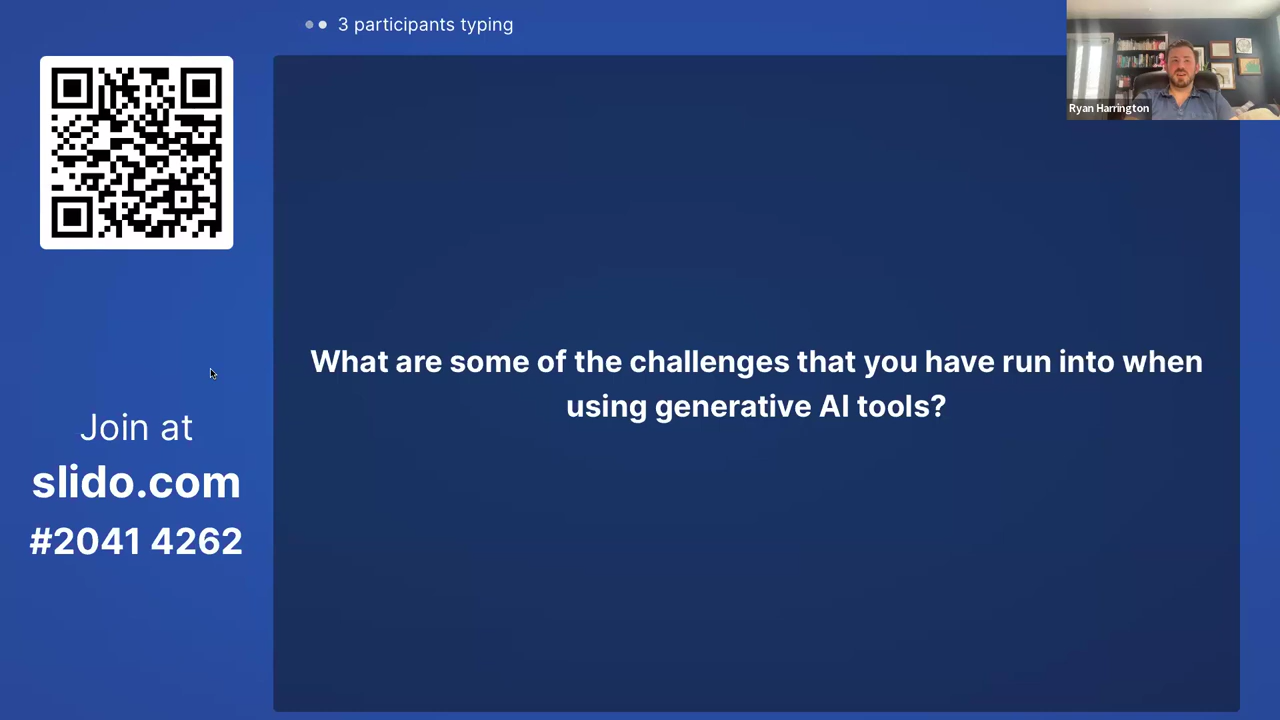 3 participants typing
Ryan Harrington
What are some of the challenges that you have run into when
using generative AI tools?
Join at
slido.com
#2041 4262